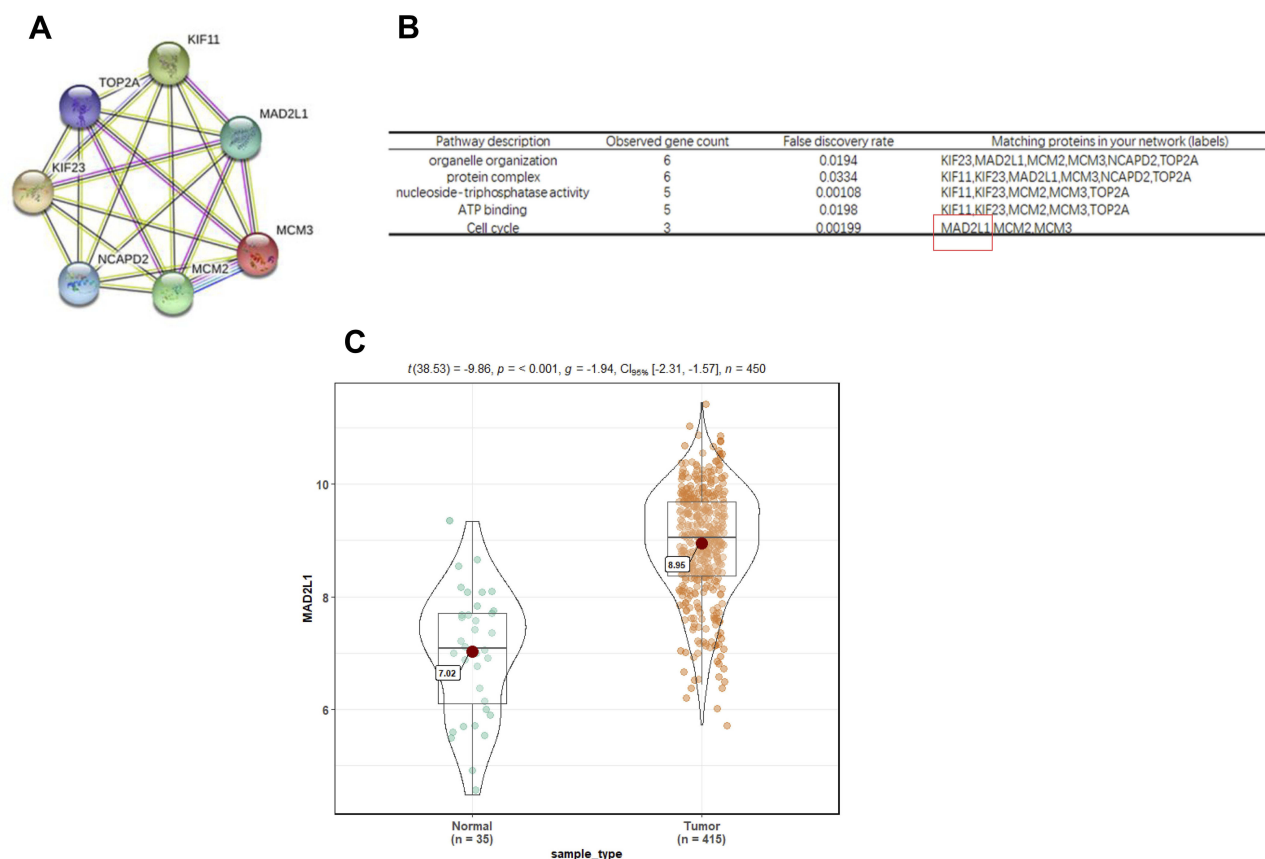 A
KIF11
TOP2A
MAD2L1
KIF23
MCM3
NCAPD2
MCM2
B
Pathway description Observed gene count False discovery rate Matching proteins in your network (labels)
organelle organization 6 0.0194 KIF23,MAD2L1,MCM2,MCM3,NCAPD2,TOP2A
protein complex 6 0.0334 KIF11,KIF23,MAD2L1,MCM3,NCAPD2,TOP2A
nucleoside-triphosphatase activity 5 0.00108 KIF11,KIF23,MCM2,MCM3,TOP2A
ATP binding 5 0.0198 KIF11,KIF23,MCM2,MCM3,TOP2A
Cell cycle 3 0.00199 MAD2L1,MCM2,MCM3
C
t(38.53) = -9.86, p = < 0.001, g = -1.94, CI95% [-2.31, -1.57], n = 450
MAD2L1
10
8
6
7.02
8.95
Normal
(n = 35)
Tumor
(n = 415)
sample_type